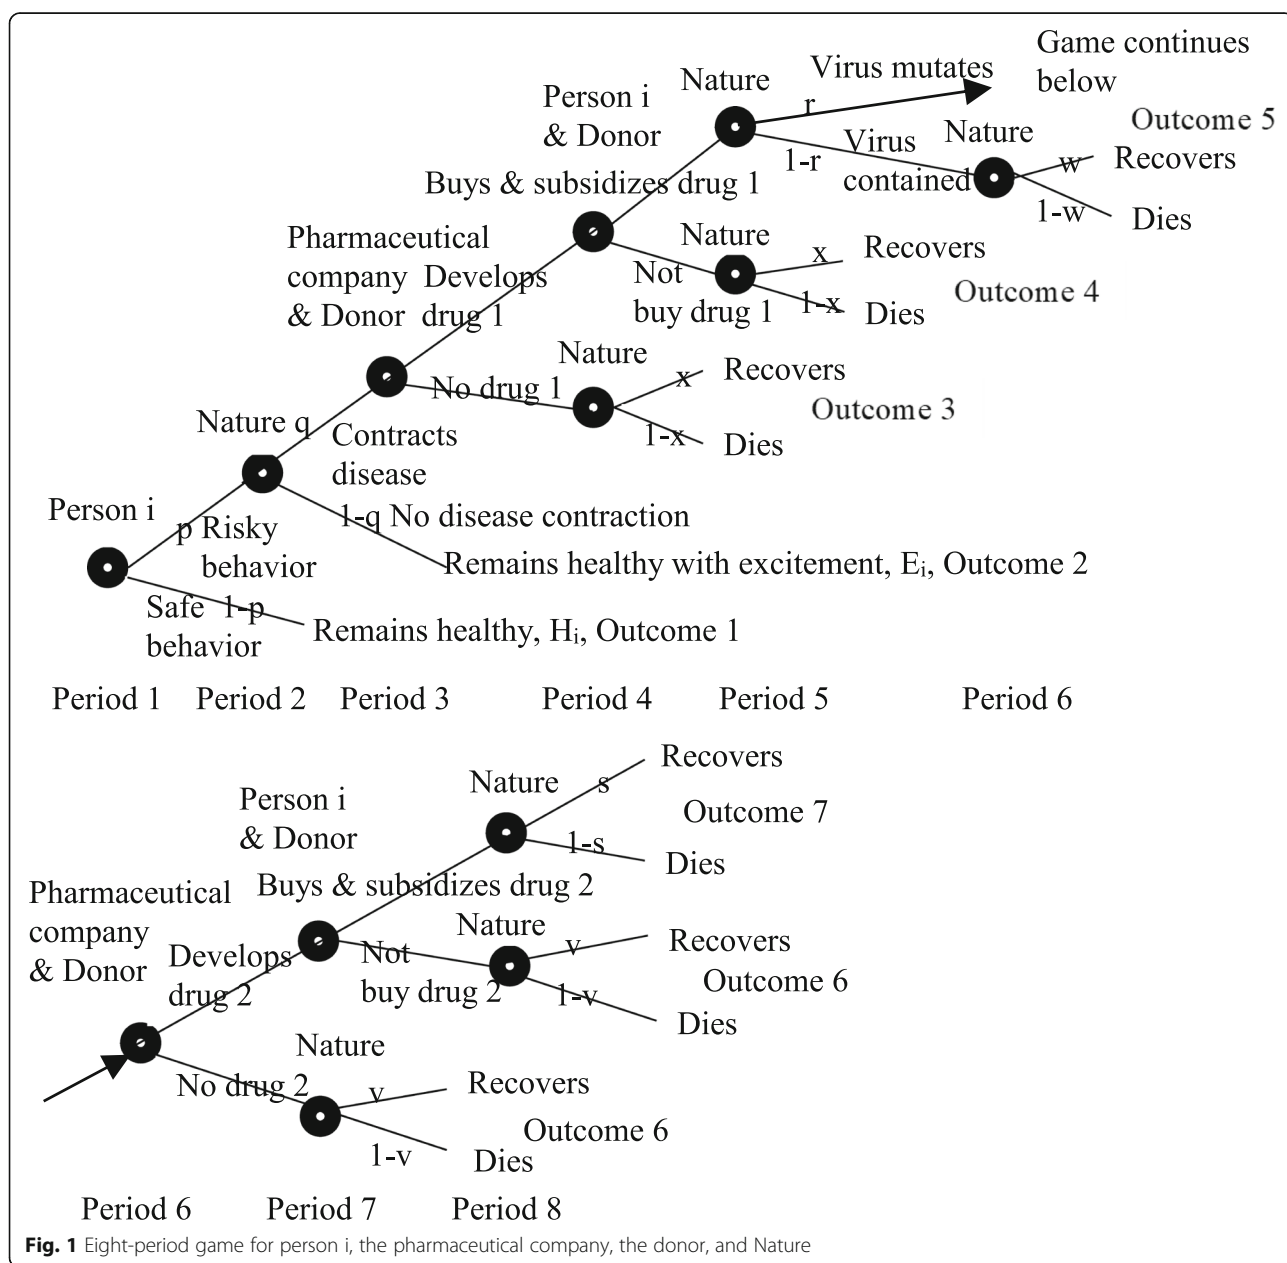 Game continues
below
Virus mutates
Nature
r
Person i
& Donor
Outcome 5
Nature
Virus
contained
1-r
w
Recovers
1-w
Dies
Buys & subsidizes drug 1
Nature
x
Recovers
Pharmaceutical
company
& Donor
Develops
drug 1
Not
buy drug 1
1-x
Dies
Outcome 4
Nature
No drug 1
x
Recovers
Outcome 3
1-x
Dies
Nature q
Contracts
disease
Person i
p Risky
behavior
1-q No disease contraction
Remains healthy with excitement, Ei, Outcome 2
Safe 1-p
behavior
Remains healthy, Hi, Outcome 1
Period 1 Period 2 Period 3 Period 4 Period 5 Period 6
Recovers
Nature
s
Person i
& Donor
Outcome 7
1-s
Dies
Buys & subsidizes drug 2
Pharmaceutical
company
& Donor
Nature
v
Recovers
Develops
drug 2
Not
buy drug 2
Outcome 6
1-v
Dies
Nature
No drug 2
v
Recovers
Outcome 6
1-v
Dies
Period 6 Period 7 Period 8
Fig. 1 Eight-period game for person i, the pharmaceutical company, the donor, and Nature